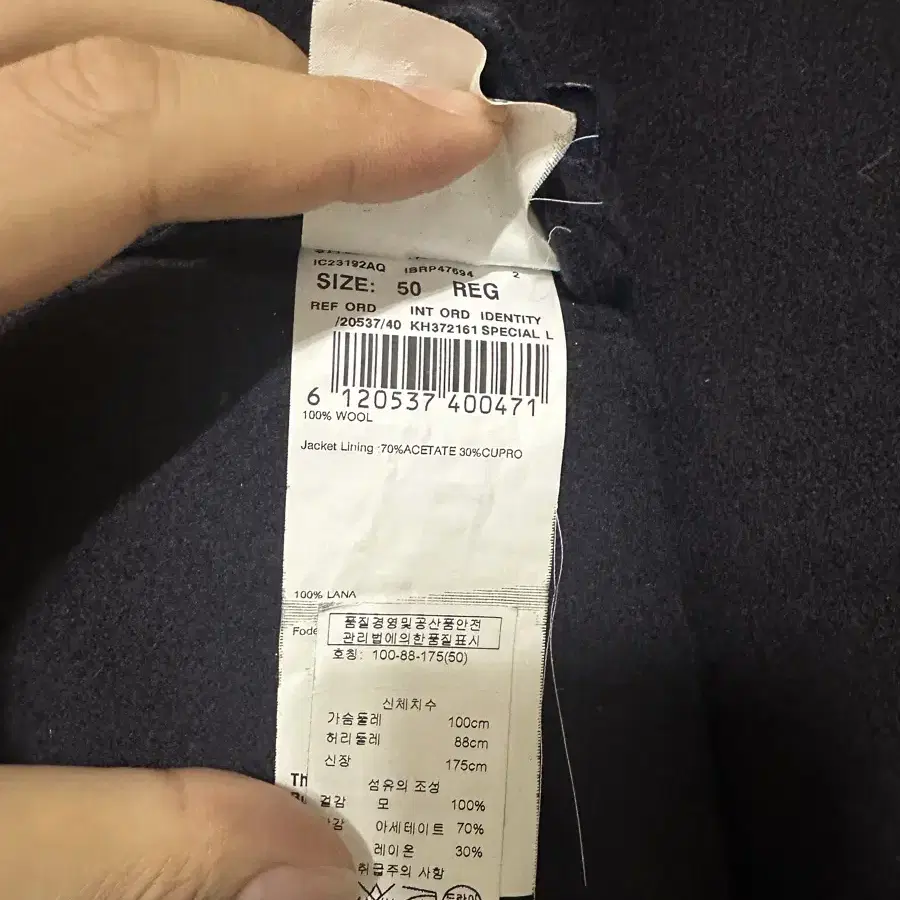 IC23192AQ IBRP47694 2
SIZE: 50 REG
REF ORD INT ORD IDENTITY
/20537/40 KH372161 SPECIAL L
6 120537 400471
100% WOOL
Jacket Lining :70%ACETATE 30%CUPRO
100% LANA
품질경영및공산품안전
관리법에의한품질표시
호칭: 100-88-175(50)
신체치수
가슴둘레 100cm
허리둘레 88cm
신장 175cm
섬유의 조성
겉감 모 100%
아세테이트 70%
레이온 30%
취급주의 사항
드라이